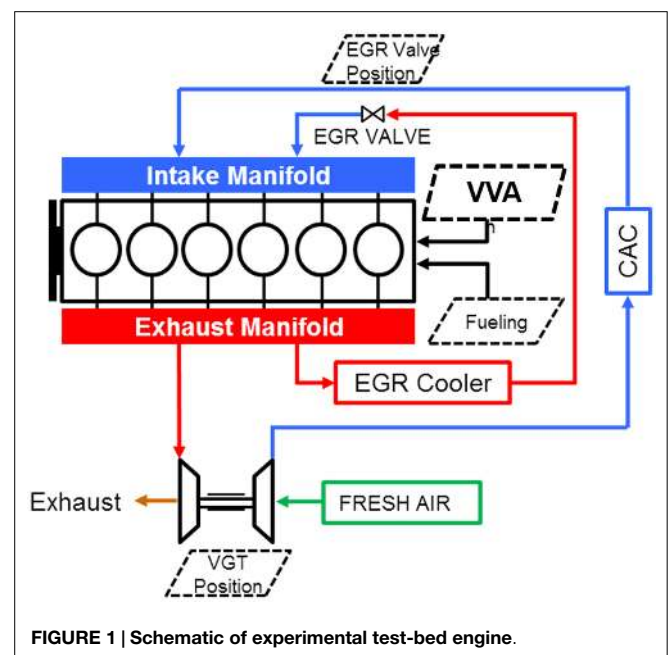 EGR Valve
Position
EGR VALVE
Intake Manifold
VVA
n
CAC
Exhaust Manifold
Fueling
EGR Cooler
Exhaust
FRESH AIR
VGT
Position
FIGURE 1 | Schematic of experimental test-bed engine.